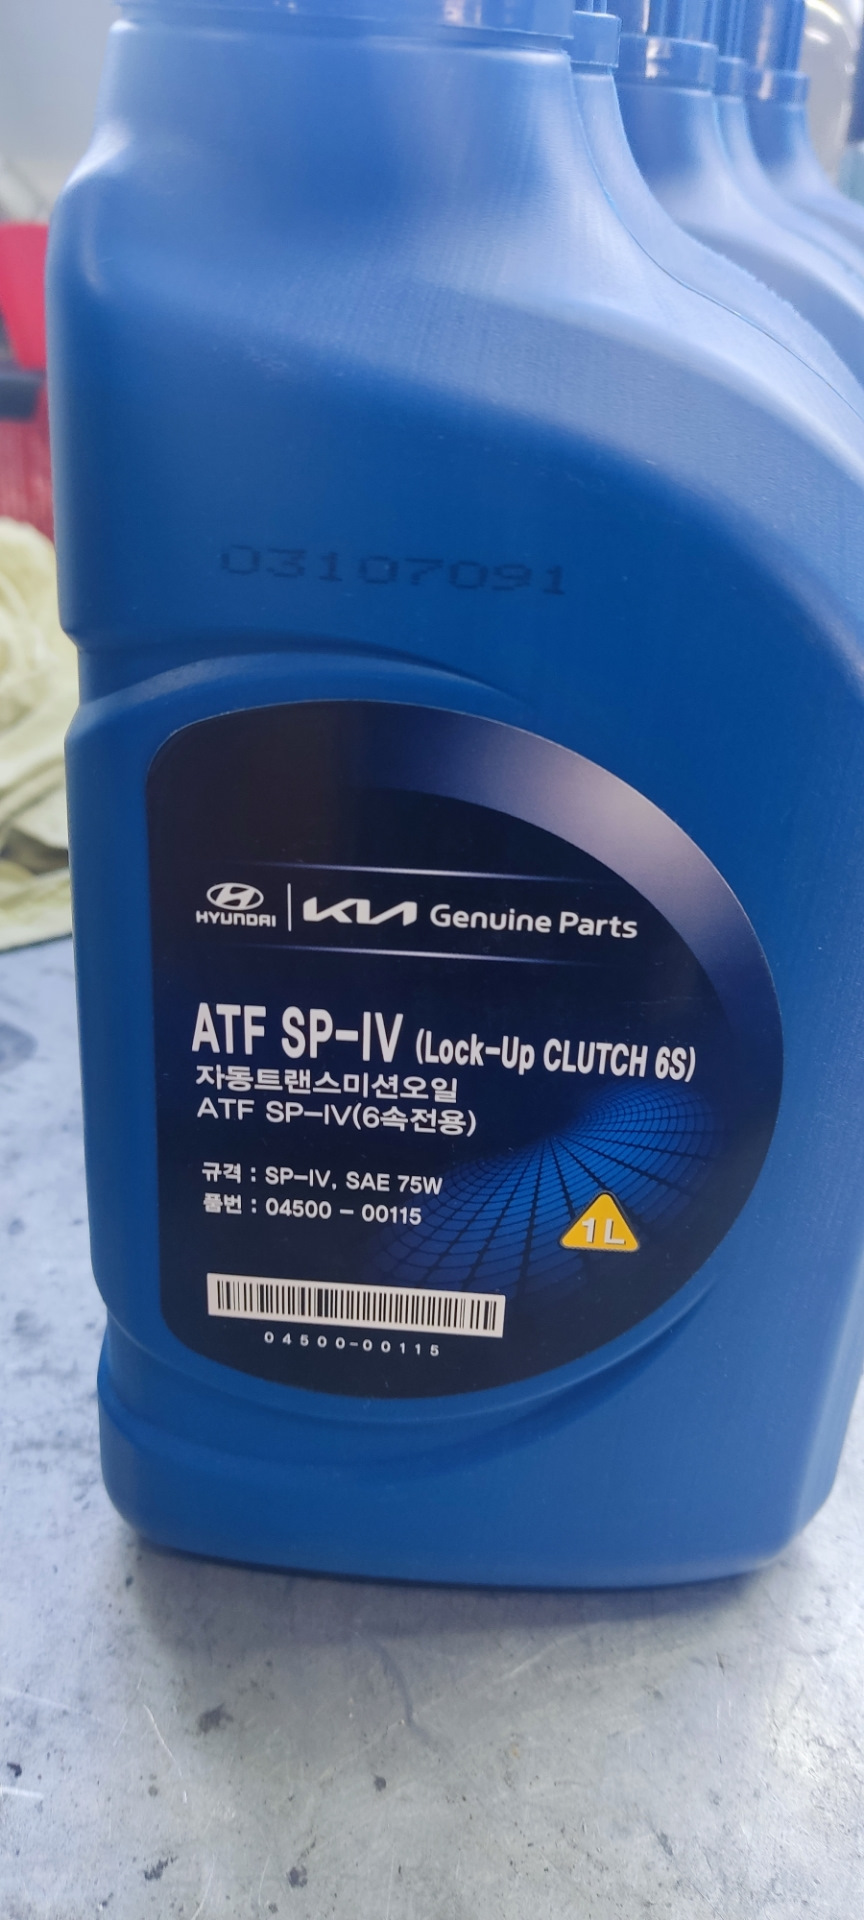 03107091
HYUNDAI | KIA Genuine Parts
ATF SP-IV (Lock-Up CLUTCH 6S)
자동트랜스미션오일
ATF SP-IV(6속전용)
규격 : SP-IV, SAE 75W
품번 : 04500 - 00115
1L
04500-00115